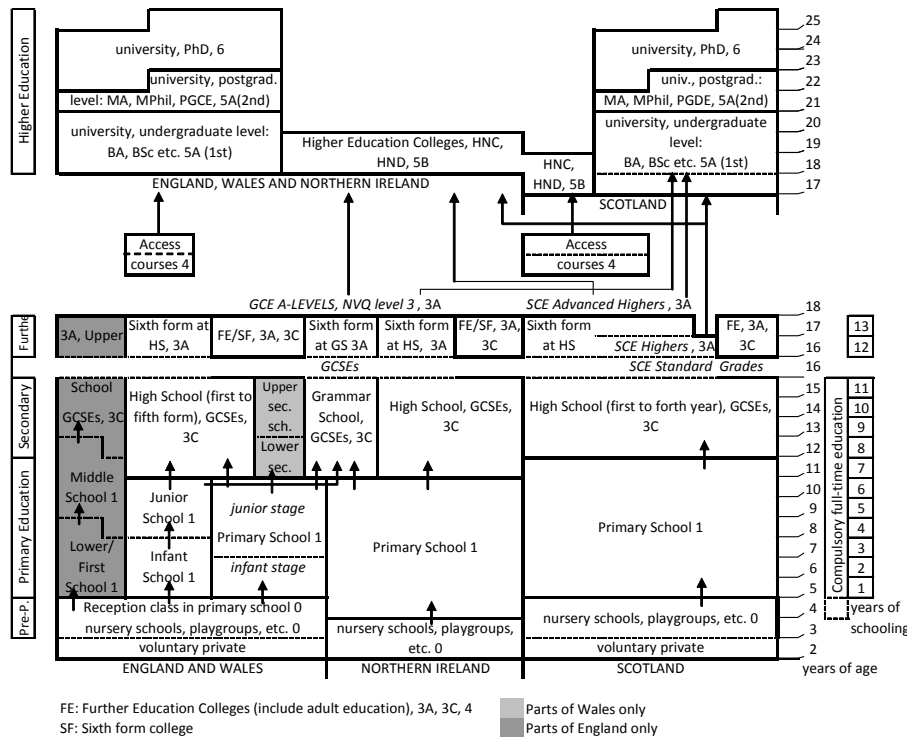 Higher Education
25
24
university, PhD, 6
university, PhD, 6
23
university, postgrad.
level: MA, MPhil, PGCE, 5A(2nd)
univ., postgrad.:
MA, MPhil, PGDE, 5A(2nd)
22
21
university, undergraduate level:
BA, BSc etc. 5A (1st)
Higher Education Colleges, HNC,
HND, 5B
HNC,
HND, 5B
university, undergraduate
level:
BA, BSc etc. 5A (1st)
20
19
18
17
ENGLAND, WALES AND NORTHERN IRELAND
SCOTLAND
Access
courses 4
Access
courses 4
GCE A-LEVELS, NVQ level 3 , 3A
SCE Advanced Highers , 3A
18
Furthe
3A, Upper
Sixth form at
HS, 3A
FE/SF, 3A, 3C
Sixth form
at GS 3A
Sixth form
at HS, 3A
FE/SF, 3A,
3C
Sixth form
at HS
SCE Highers , 3A
FE, 3A,
3C
17
16
13
12
GCSEs
SCE Standard Grades
16
Secondary
School
GCSEs, 3C
High School (first to
fifth form), GCSEs,
3C
Upper
sec.
sch.
Lower
sec.
Grammar
School,
GCSEs, 3C
High School, GCSEs,
3C
High School (first to forth year), GCSEs,
3C
15
14
13
12
11
10
9
8
Primary Education
Middle
School 1
Lower/
First
School 1
Junior
School 1
Infant
School 1
junior stage
Primary School 1
infant stage
Primary School 1
Primary School 1
11
10
9
8
7
6
5
7
6
5
4
3
2
1
Compulsory full-time education
Pre-P.
Reception class in primary school 0
nursery schools, playgroups, etc. 0
voluntary private
nursery schools, playgroups,
etc. 0
nursery schools, playgroups, etc. 0
voluntary private
4
3
2
years of
schooling
ENGLAND AND WALES
NORTHERN IRELAND
SCOTLAND
years of age
FE: Further Education Colleges (include adult education), 3A, 3C, 4
SF: Sixth form college
Parts of Wales only
Parts of England only